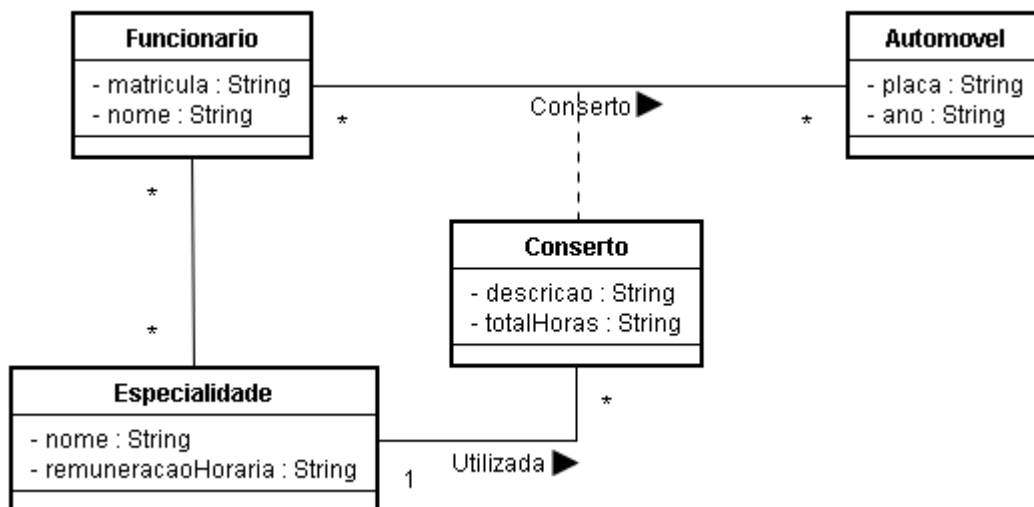 Funcionario
- matricula : String
- nome : String
Automovel
- placa : String
- ano : String
Conserto
*
*
*
Conserto
- descricao : String
- totalHoras : String
*
Especialidade
- nome : String
- remuneracaoHoraria : String
*
1
Utilizada